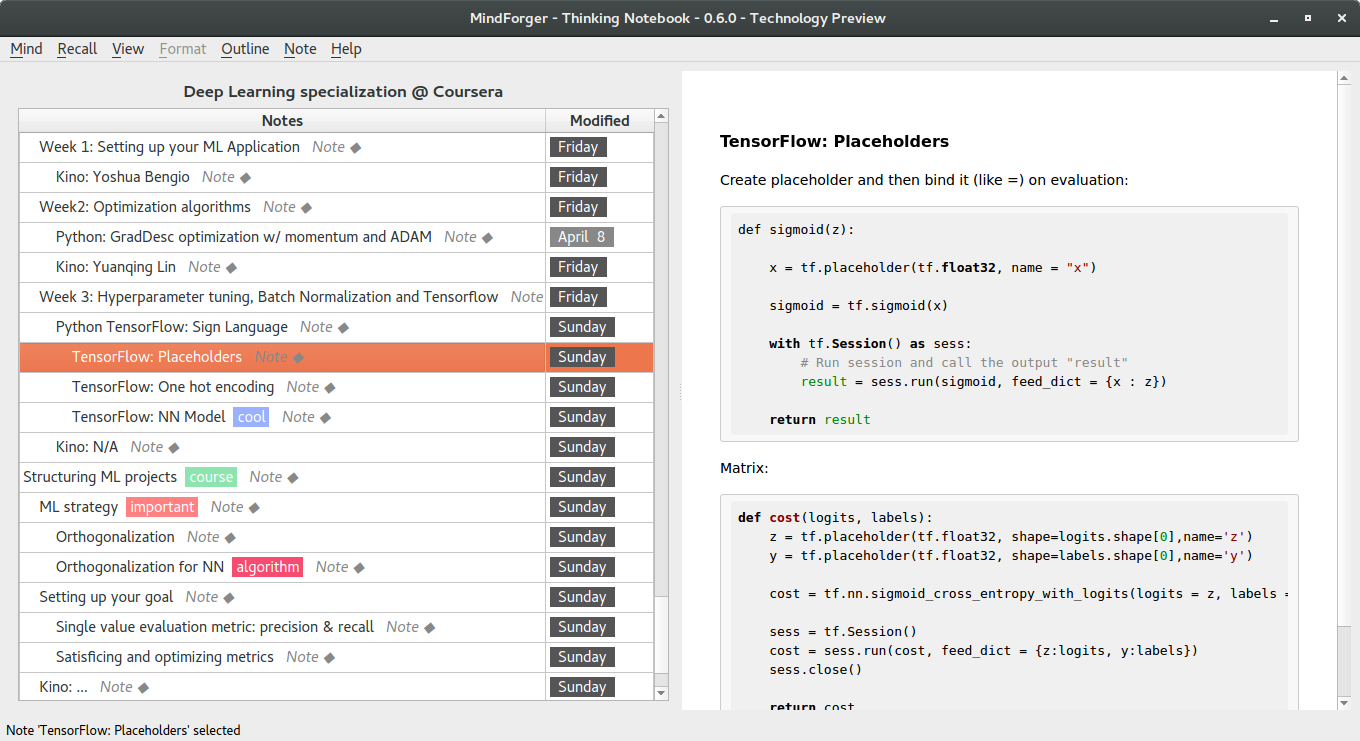 MindForger - Thinking Notebook - 0.6.0 - Technology Preview
Mind Recall View Format Outline Note Help
Deep Learning specialization @ Coursera
Notes Modified
Week 1: Setting up your ML Application Note ◆ Friday
Kino: Yoshua Bengio Note ◆ Friday
Week2: Optimization algorithms Note ◆ Friday
Python: GradDesc optimization w/ momentum and ADAM Note ◆ April 8
Kino: Yuanqing Lin Note ◆ Friday
Week 3: Hyperparameter tuning, Batch Normalization and Tensorflow Note Friday
Python TensorFlow: Sign Language Note ◆ Sunday
TensorFlow: Placeholders Note ◆ Sunday
TensorFlow: One hot encoding Note ◆ Sunday
TensorFlow: NN Model cool Note ◆ Sunday
Kino: N/A Note ◆ Sunday
Structuring ML projects course Note ◆ Sunday
ML strategy important Note ◆ Sunday
Orthogonalization Note ◆ Sunday
Orthogonalization for NN algorithm Note ◆ Sunday
Setting up your goal Note ◆ Sunday
Single value evaluation metric: precision & recall Note ◆ Sunday
Satisficing and optimizing metrics Note ◆ Sunday
Kino: ... Note ◆ Sunday
TensorFlow: Placeholders
Create placeholder and then bind it (like =) on evaluation:
def sigmoid(z):
x = tf.placeholder(tf.float32, name = "x")
sigmoid = tf.sigmoid(x)
with tf.Session() as sess:
# Run session and call the output "result"
result = sess.run(sigmoid, feed_dict = {x : z})
return result
Matrix:
def cost(logits, labels):
z = tf.placeholder(tf.float32, shape=logits.shape[0],name='z')
y = tf.placeholder(tf.float32, shape=labels.shape[0],name='y')
cost = tf.nn.sigmoid_cross_entropy_with_logits(logits = z, labels =
sess = tf.Session()
cost = sess.run(cost, feed_dict = {z:logits, y:labels})
sess.close()
return cost
Note 'TensorFlow: Placeholders' selected